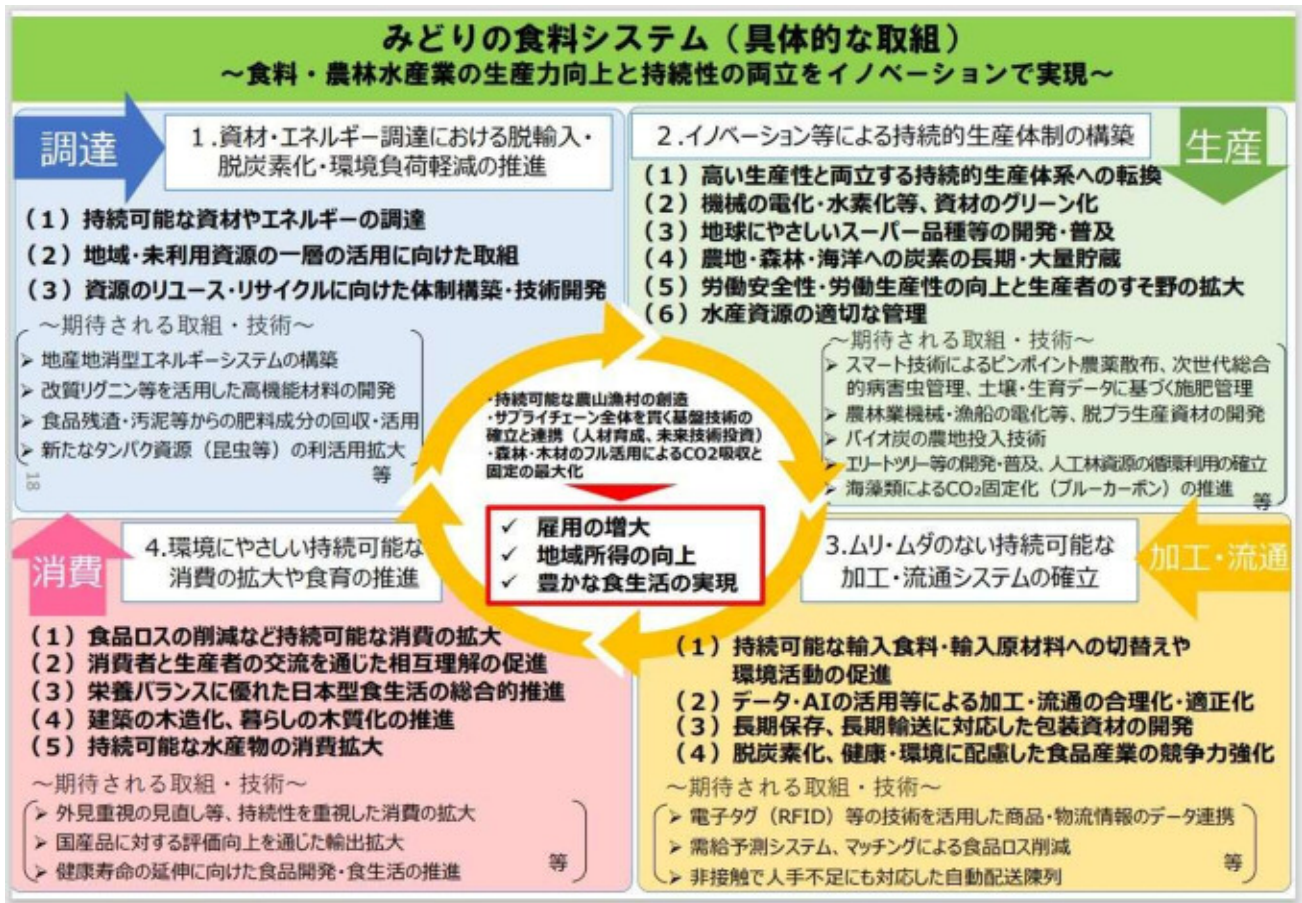 みどりの食料システム（具体的な取組）
～食料・農林水産業の生産力向上と持続性の両立をイノベーションで実現～
調達
1.資材・エネルギー調達における脱輸入・
脱炭素化・環境負荷軽減の推進
（1）持続可能な資材やエネルギーの調達
（2）地域・未利用資源の一層の活用に向けた取組
（3）資源のリユース・リサイクルに向けた体制構築・技術開発
～期待される取組・技術～
➢ 地産地消型エネルギーシステムの構築
➢ 改質リグニン等を活用した高機能材料の開発
➢ 食品残渣・汚泥等からの肥料成分の回収・活用
➢ 新たなタンパク資源（昆虫等）の利活用拡大
等
18
2.イノベーション等による持続的生産体制の構築
生産
（1）高い生産性と両立する持続的生産体系への転換
（2）機械の電化・水素化等、資材のグリーン化
（3）地球にやさしいスーパー品種等の開発・普及
（4）農地・森林・海洋への炭素の長期・大量貯蔵
（5）労働安全性・労働生産性の向上と生産者のすそ野の拡大
（6）水産資源の適切な管理
～期待される取組・技術～
➢ スマート技術によるピンポイント農薬散布、次世代総合
的病害虫管理、土壌・生育データに基づく施肥管理
➢ 農林業機械・漁船の電化等、脱プラ生産資材の開発
➢ バイオ炭の農地投入技術
➢ エリートツリー等の開発・普及、人工林資源の循環利用の確立
➢ 海藻類によるCO₂固定化（ブルーカーボン）の推進
等
・持続可能な農山漁村の創造
・サプライチェーン全体を貫く基盤技術の
確立と連携（人材育成、未来技術投資）
・森林・木材のフル活用によるCO2吸収と
固定の最大化
✓ 雇用の増大
✓ 地域所得の向上
✓ 豊かな食生活の実現
3.ムリ・ムダのない持続可能な
加工・流通システムの確立
加工・流通
（1）持続可能な輸入食料・輸入原材料への切替えや
環境活動の促進
（2）データ・AIの活用等による加工・流通の合理化・適正化
（3）長期保存、長期輸送に対応した包装資材の開発
（4）脱炭素化、健康・環境に配慮した食品産業の競争力強化
～期待される取組・技術～
➢ 電子タグ（RFID）等の技術を活用した商品・物流情報のデータ連携
➢ 需給予測システム、マッチングによる食品ロス削減
➢ 非接触で人手不足にも対応した自動配送陳列
等
消費
4.環境にやさしい持続可能な
消費の拡大や食育の推進
（1）食品ロスの削減など持続可能な消費の拡大
（2）消費者と生産者の交流を通じた相互理解の促進
（3）栄養バランスに優れた日本型食生活の総合的推進
（4）建築の木造化、暮らしの木質化の推進
（5）持続可能な水産物の消費拡大
～期待される取組・技術～
➢ 外見重視の見直し等、持続性を重視した消費の拡大
➢ 国産品に対する評価向上を通じた輸出拡大
➢ 健康寿命の延伸に向けた食品開発・食生活の推進
等